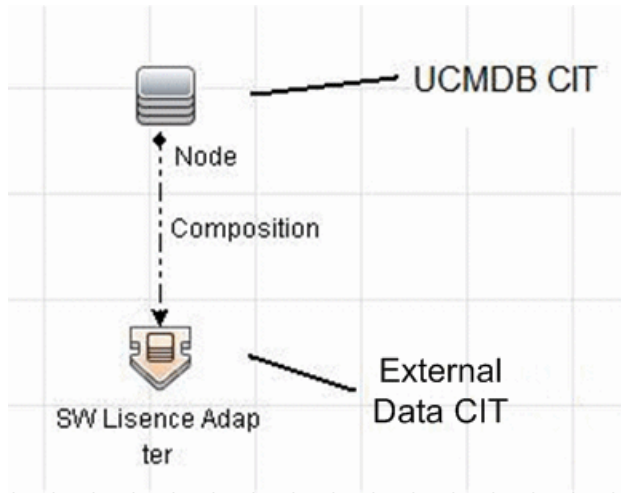 UCMDB CIT
Node
Composition
External
Data CIT
SW Lisence Adap
ter